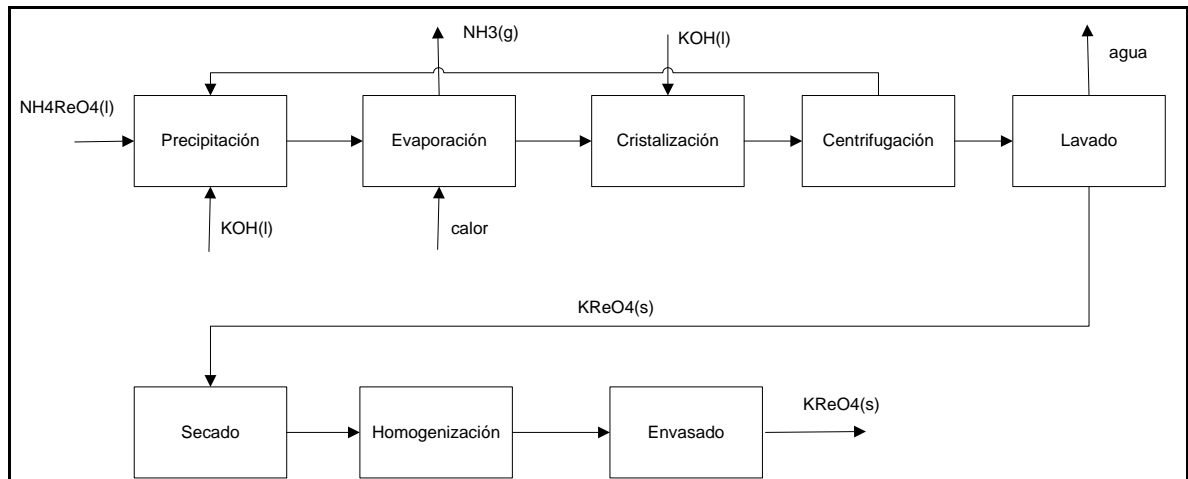 NH3(g)
KOH(l)
agua
NH4ReO4(l)
Precipitación
Evaporación
Cristalización
Centrifugación
Lavado
KOH(l)
calor
KReO4(s)
Secado
Homogenización
Envasado
KReO4(s)